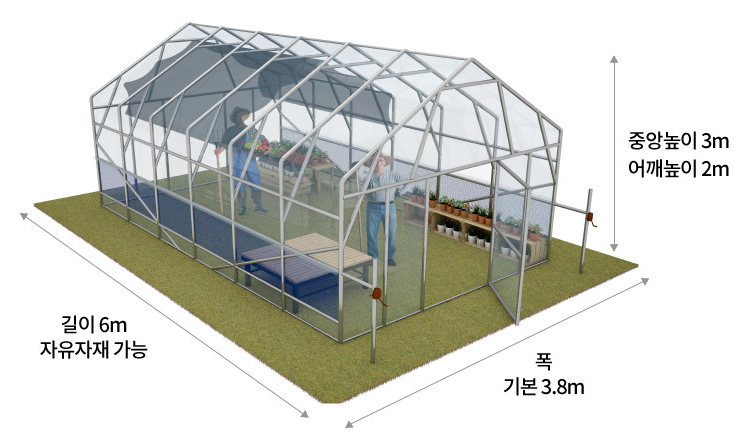 중앙높이 3m
어깨높이 2m
길이 6m
자유자재 가능
폭
기본 3.8m